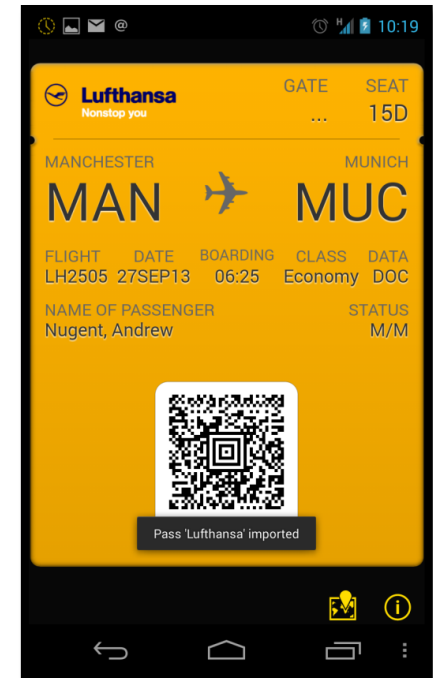 @ H 10:19
Lufthansa
Nonstop you
GATE SEAT
... 15D
MANCHESTER MUNICH
MAN MUC
FLIGHT DATE BOARDING CLASS DATA
LH2505 27SEP13 06:25 Economy DOC
NAME OF PASSENGER STATUS
Nugent, Andrew M/M
Pass 'Lufthansa' imported